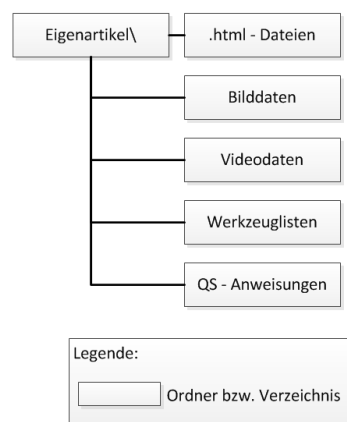 Eigenartikel\
.html - Dateien
Bilddaten
Videodaten
Werkzeuglisten
QS - Anweisungen
Legende:
Ordner bzw. Verzeichnis